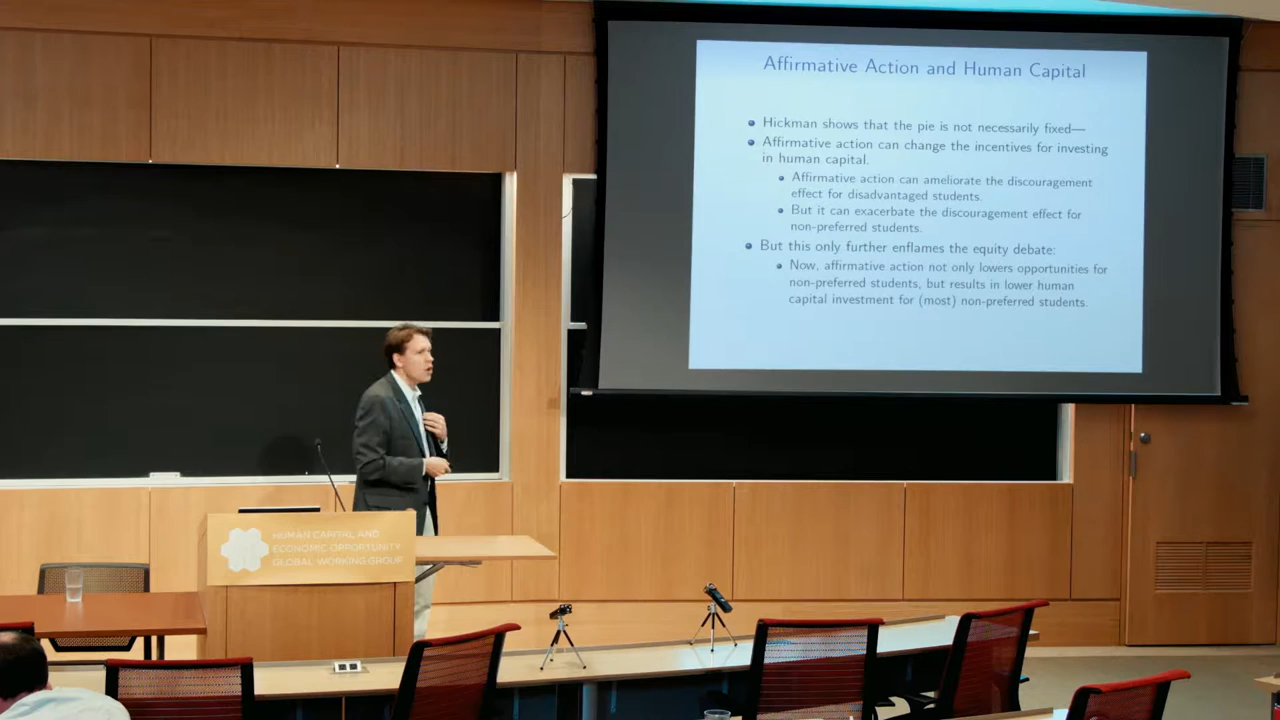 Affirmative Action and Human Capital
Hickman shows that the pie is not necessarily fixed—
Affirmative action can change the incentives for investing
in human capital.
Affirmative action can ameliorate the discouragement
effect for disadvantaged students.
But it can exacerbate the discouragement effect for
non-preferred students.
But this only further enflames the equity debate:
Now, affirmative action not only lowers opportunities for
non-preferred students, but results in lower human
capital investment for (most) non-preferred students.
HUMAN CAPITAL AND
ECONOMIC OPPORTUNITY
GLOBAL WORKING GROUP